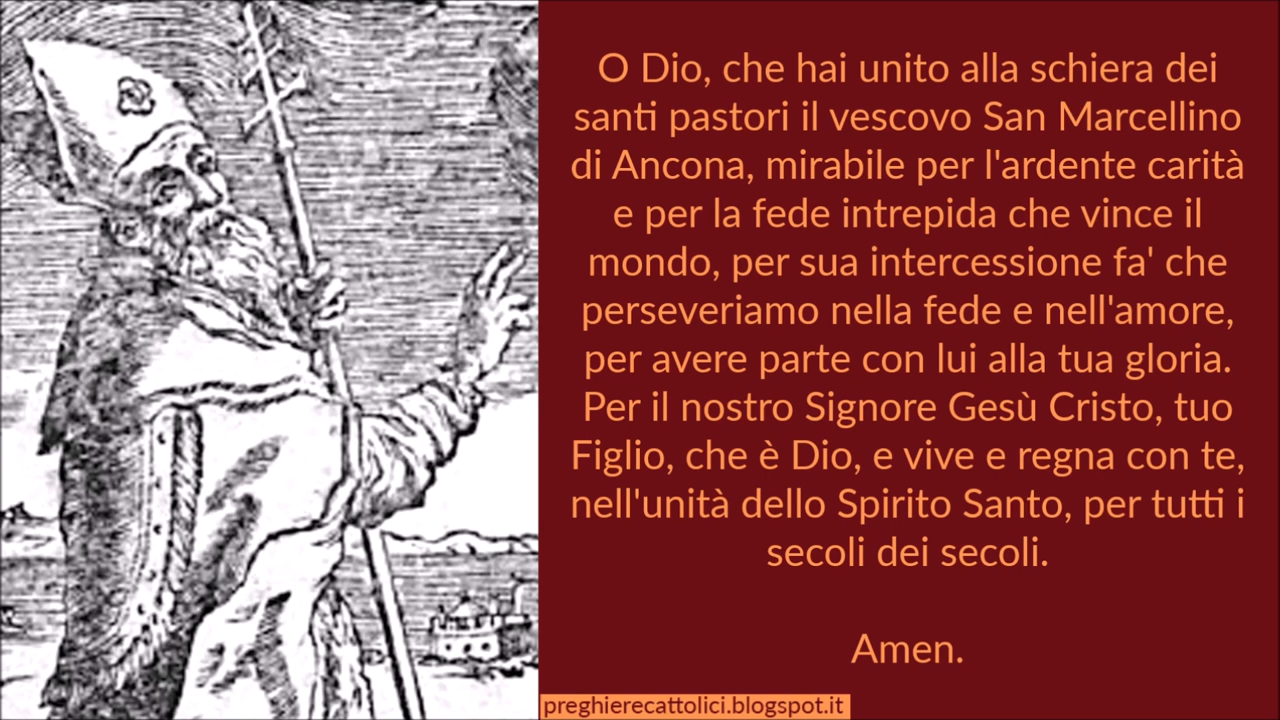 O Dio, che hai unito alla schiera dei
santi pastori il vescovo San Marcellino
di Ancona, mirabile per l'ardente carità
e per la fede intrepida che vince il
mondo, per sua intercessione fa' che
perseveriamo nella fede e nell'amore,
per avere parte con lui alla tua gloria.
Per il nostro Signore Gesù Cristo, tuo
Figlio, che è Dio, e vive e regna con te,
nell'unità dello Spirito Santo, per tutti i
secoli dei secoli.
Amen.
preghierecattolici.blogspot.it